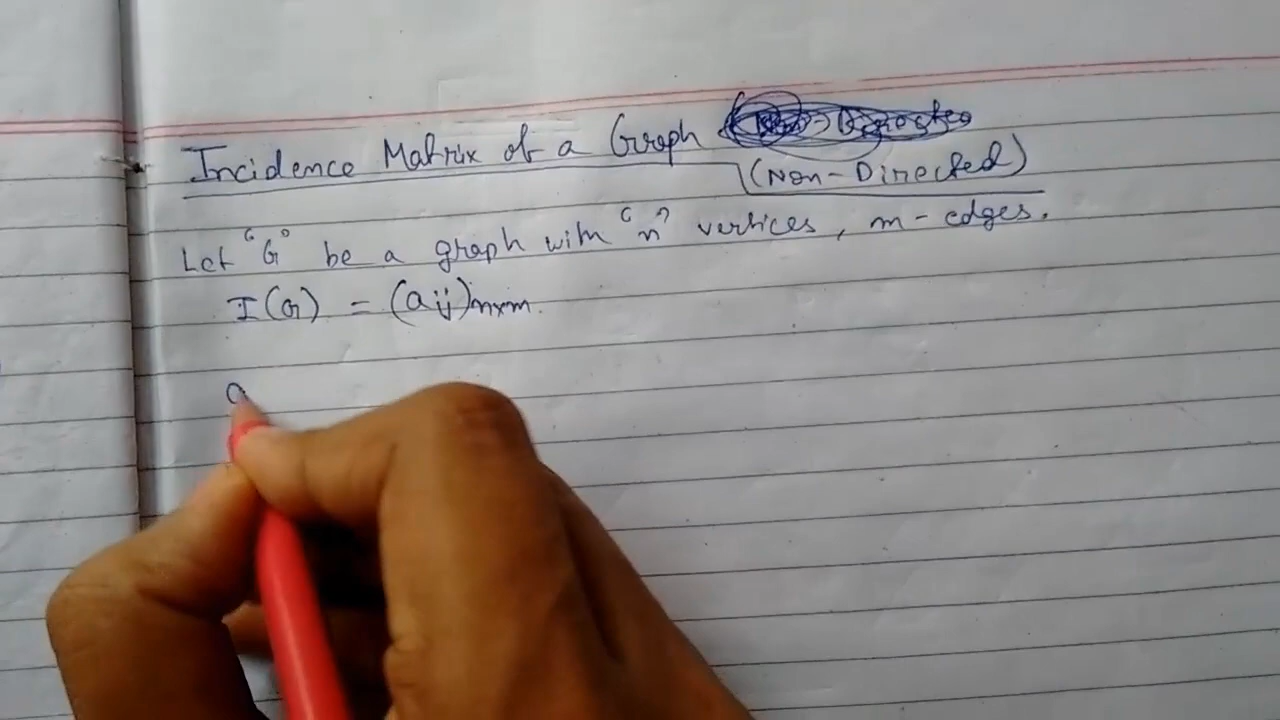 Incidence Matrix of a Graph
(Non-Directed)
Let "G" be a graph with "n" vertices, m-edges.
I(G) = (aij)n×m.
a